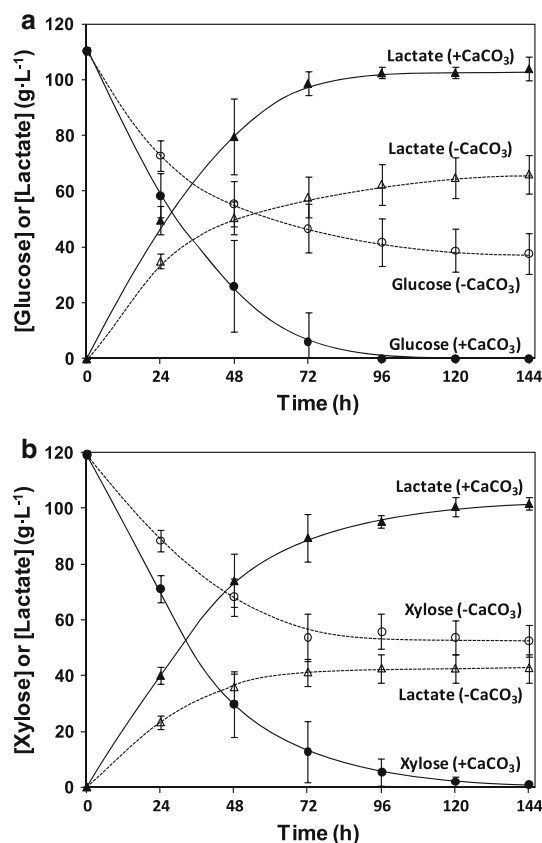 a
120
100
80
60
40
20
0
[Glucose] or [Lactate] (g·L⁻¹)
Lactate (+CaCO₃)
Lactate (-CaCO₃)
Glucose (-CaCO₃)
Glucose (+CaCO₃)
0 24 48 72 96 120 144
Time (h)
b
120
100
80
60
40
20
0
[Xylose] or [Lactate] (g·L⁻¹)
Lactate (+CaCO₃)
Xylose (-CaCO₃)
Lactate (-CaCO₃)
Xylose (+CaCO₃)
0 24 48 72 96 120 144
Time (h)